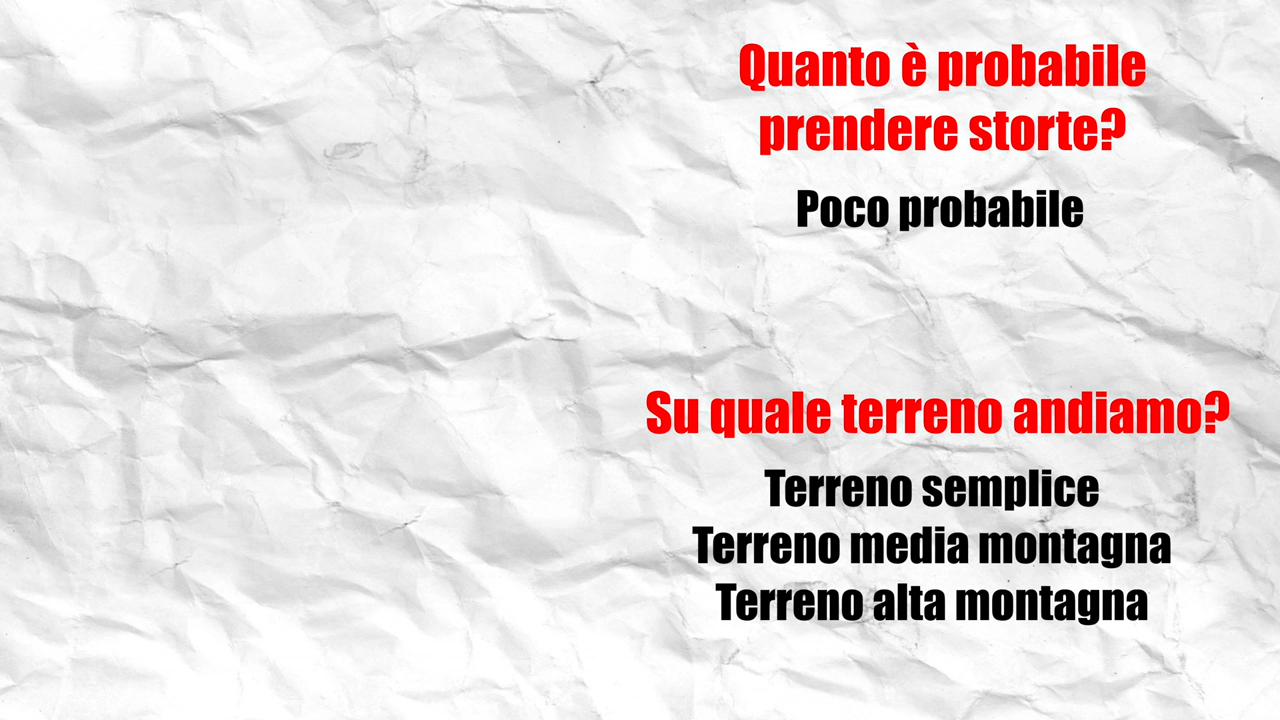 Quanto è probabile
prendere storte?
Poco probabile
Su quale terreno andiamo?
Terreno semplice
Terreno media montagna
Terreno alta montagna